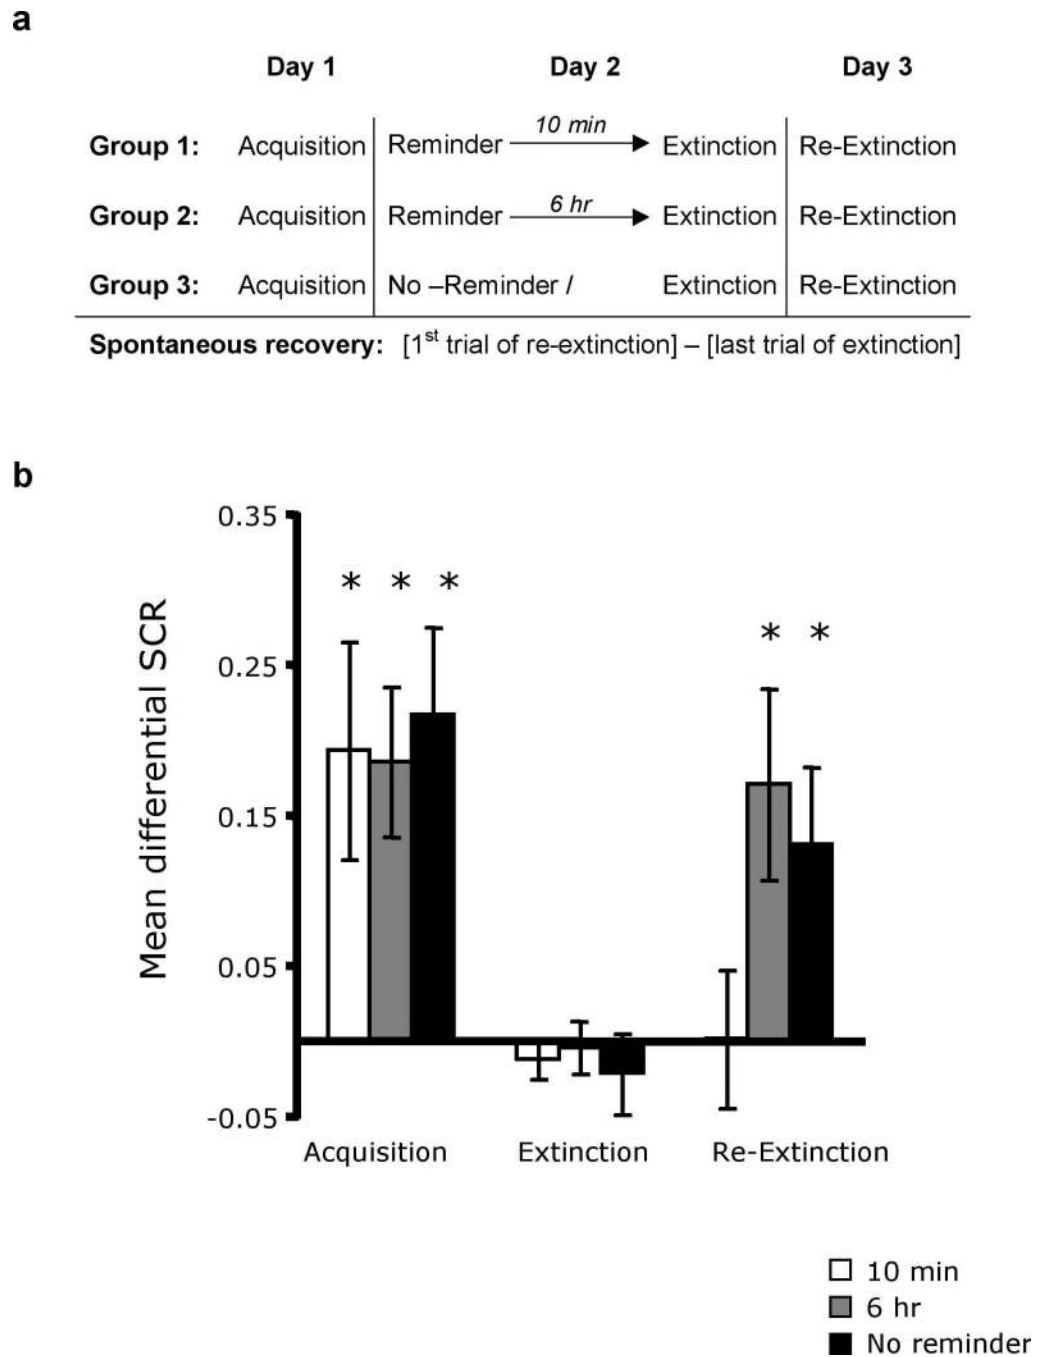 a
Day 1 Day 2 Day 3
10 min
Group 1: Acquisition Reminder Extinction Re-Extinction
6 hr
Group 2: Acquisition Reminder Extinction Re-Extinction
Group 3: Acquisition No –Reminder / Extinction Re-Extinction
Spontaneous recovery: [1st trial of re-extinction] – [last trial of extinction]
b
Mean differential SCR
0.35
* * *
* *
0.25
0.15
0.05
-0.05
Acquisition Extinction Re-Extinction
10 min
6 hr
No reminder